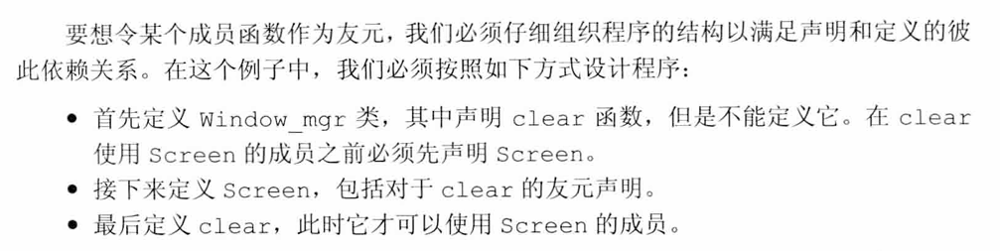 要想令某个成员函数作为友元，我们必须仔细组织程序的结构以满足声明和定义的彼
此依赖关系。在这个例子中，我们必须按照如下方式设计程序：
● 首先定义 Window_mgr 类，其中声明 clear 函数，但是不能定义它。在 clear
使用 Screen 的成员之前必须先声明 Screen。
● 接下来定义 Screen，包括对于 clear 的友元声明。
● 最后定义 clear，此时它才可以使用 Screen 的成员。